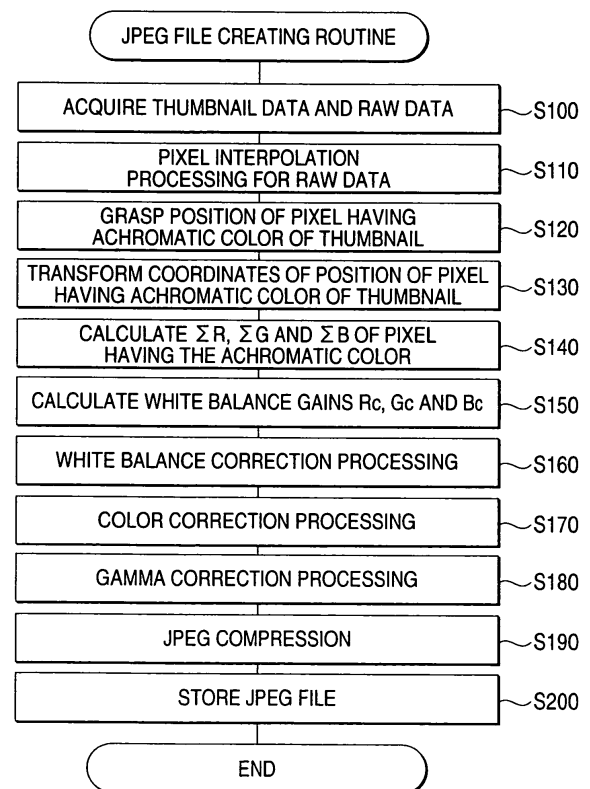 JPEG FILE CREATING ROUTINE
ACQUIRE THUMBNAIL DATA AND RAW DATA
S100
PIXEL INTERPOLATION
PROCESSING FOR RAW DATA
S110
GRASP POSITION OF PIXEL HAVING
ACHROMATIC COLOR OF THUMBNAIL
S120
TRANSFORM COORDINATES OF POSITION OF PIXEL
HAVING ACHROMATIC COLOR OF THUMBNAIL
S130
CALCULATE ΣR, ΣG AND ΣB OF PIXEL
HAVING THE ACHROMATIC COLOR
S140
CALCULATE WHITE BALANCE GAINS Rc, Gc AND Bc
S150
WHITE BALANCE CORRECTION PROCESSING
S160
COLOR CORRECTION PROCESSING
S170
GAMMA CORRECTION PROCESSING
S180
JPEG COMPRESSION
S190
STORE JPEG FILE
S200
END